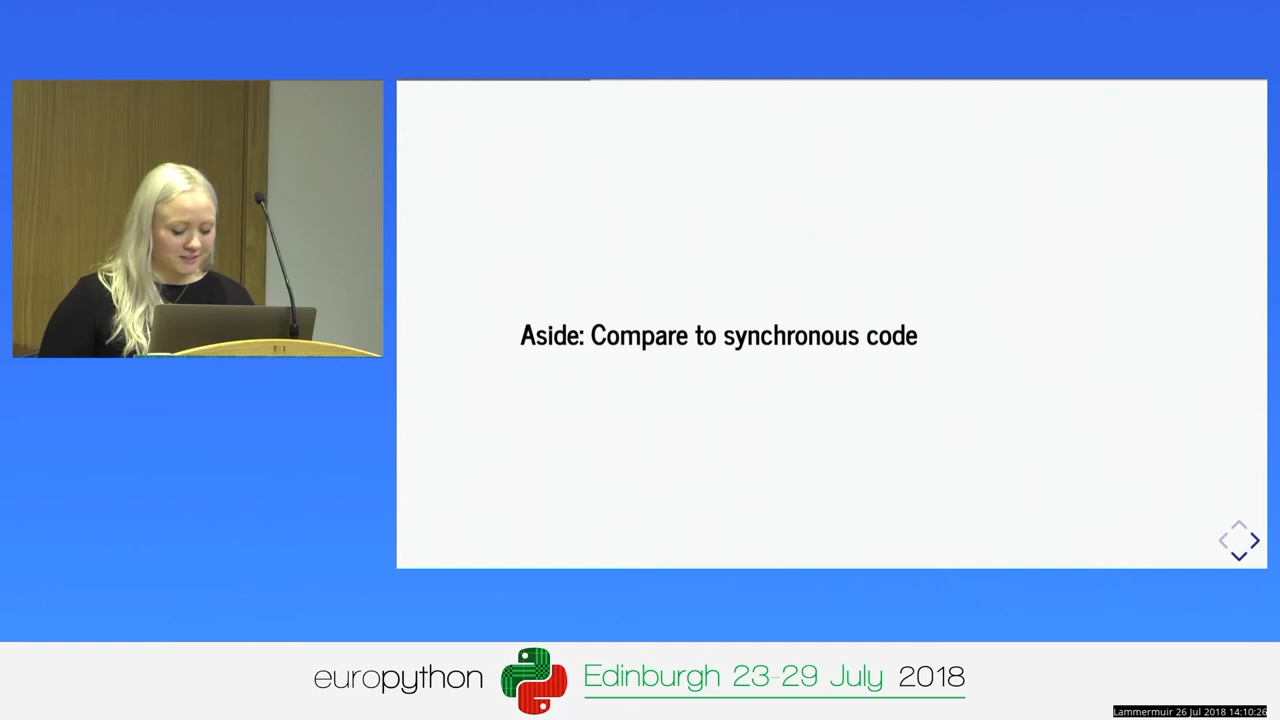 Aside: Compare to synchronous code
europython
Edinburgh 23-29 July 2018
Lammermuir 26 Jul 2018 14:10:26